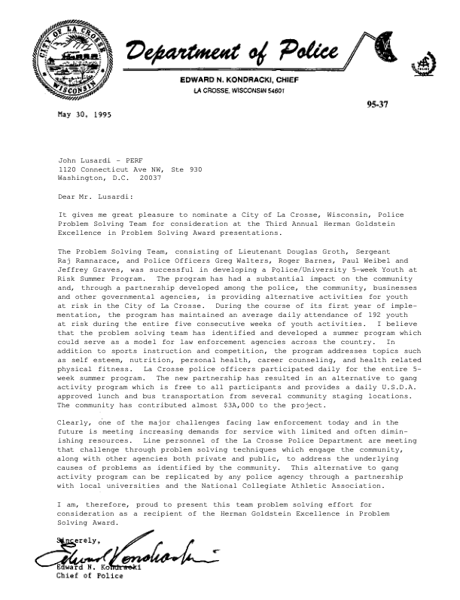 CITY OF LA CROSSE
WISCONSIN
Department of Police
EDWARD N. KONDRACKI, CHIEF
LA CROSSE, WISCONSIN 54601
95-37
May 30, 1995
John Lusardi - PERF
1120 Connecticut Ave NW, Ste 930
Washington, D.C. 20037
Dear Mr. Lusardi:
It gives me great pleasure to nominate a City of La Crosse, Wisconsin, Police
Problem Solving Team for consideration at the Third Annual Herman Goldstein
Excellence in Problem Solving Award presentations.
The Problem Solving Team, consisting of Lieutenant Douglas Groth, Sergeant
Raj Ramnarace, and Police Officers Greg Walters, Roger Barnes, Paul Weibel and
Jeffrey Graves, was successful in developing a Police/University 5-week Youth at
Risk Summer Program. The program has had a substantial impact on the community
and, through a partnership developed among the police, the community, businesses
and other governmental agencies, is providing alternative activities for youth
at risk in the City of La Crosse. During the course of its first year of imple-
mentation, the program has maintained an average daily attendance of 192 youth
at risk during the entire five consecutive weeks of youth activities. I believe
that the problem solving team has identified and developed a summer program which
could serve as a model for law enforcement agencies across the country. In
addition to sports instruction and competition, the program addresses topics such
as self esteem, nutrition, personal health, career counseling, and health related
physical fitness. La Crosse police officers participated daily for the entire 5-
week summer program. The new partnership has resulted in an alternative to gang
activity program which is free to all participants and provides a daily U.S.D.A.
approved lunch and bus transportation from several community staging locations.
The community has contributed almost $3A,000 to the project.
Clearly, one of the major challenges facing law enforcement today and in the
future is meeting increasing demands for service with limited and often dimin-
ishing resources. Line personnel of the La Crosse Police Department are meeting
that challenge through problem solving techniques which engage the community,
along with other agencies both private and public, to address the underlying
causes of problems as identified by the community. This alternative to gang
activity program can be replicated by any police agency through a partnership
with local universities and the National Collegiate Athletic Association.
I am, therefore, proud to present this team problem solving effort for
consideration as a recipient of the Herman Goldstein Excellence in Problem
Solving Award.
Sincerely,
Edward Kondracki
Edward N. Kondracki
Chief of Police